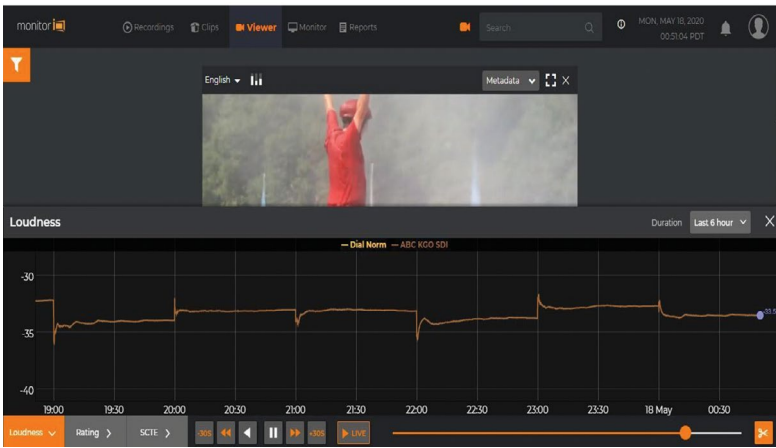 monitor
Recordings Clips Viewer Monitor Reports Search MON, MAY 18, 2020
00:51:04 PDT
English Metadata X
Loudness Duration Last 6 hour X
— Dial Norm — ABC KGO SDI
-30
-33.5
-35
-40
19:00 19:30 20:00 20:30 21:00 21:30 22:00 22:30 23:00 23:30 18 May 00:30
Loudness Rating SCTE -30S +30S LIVE